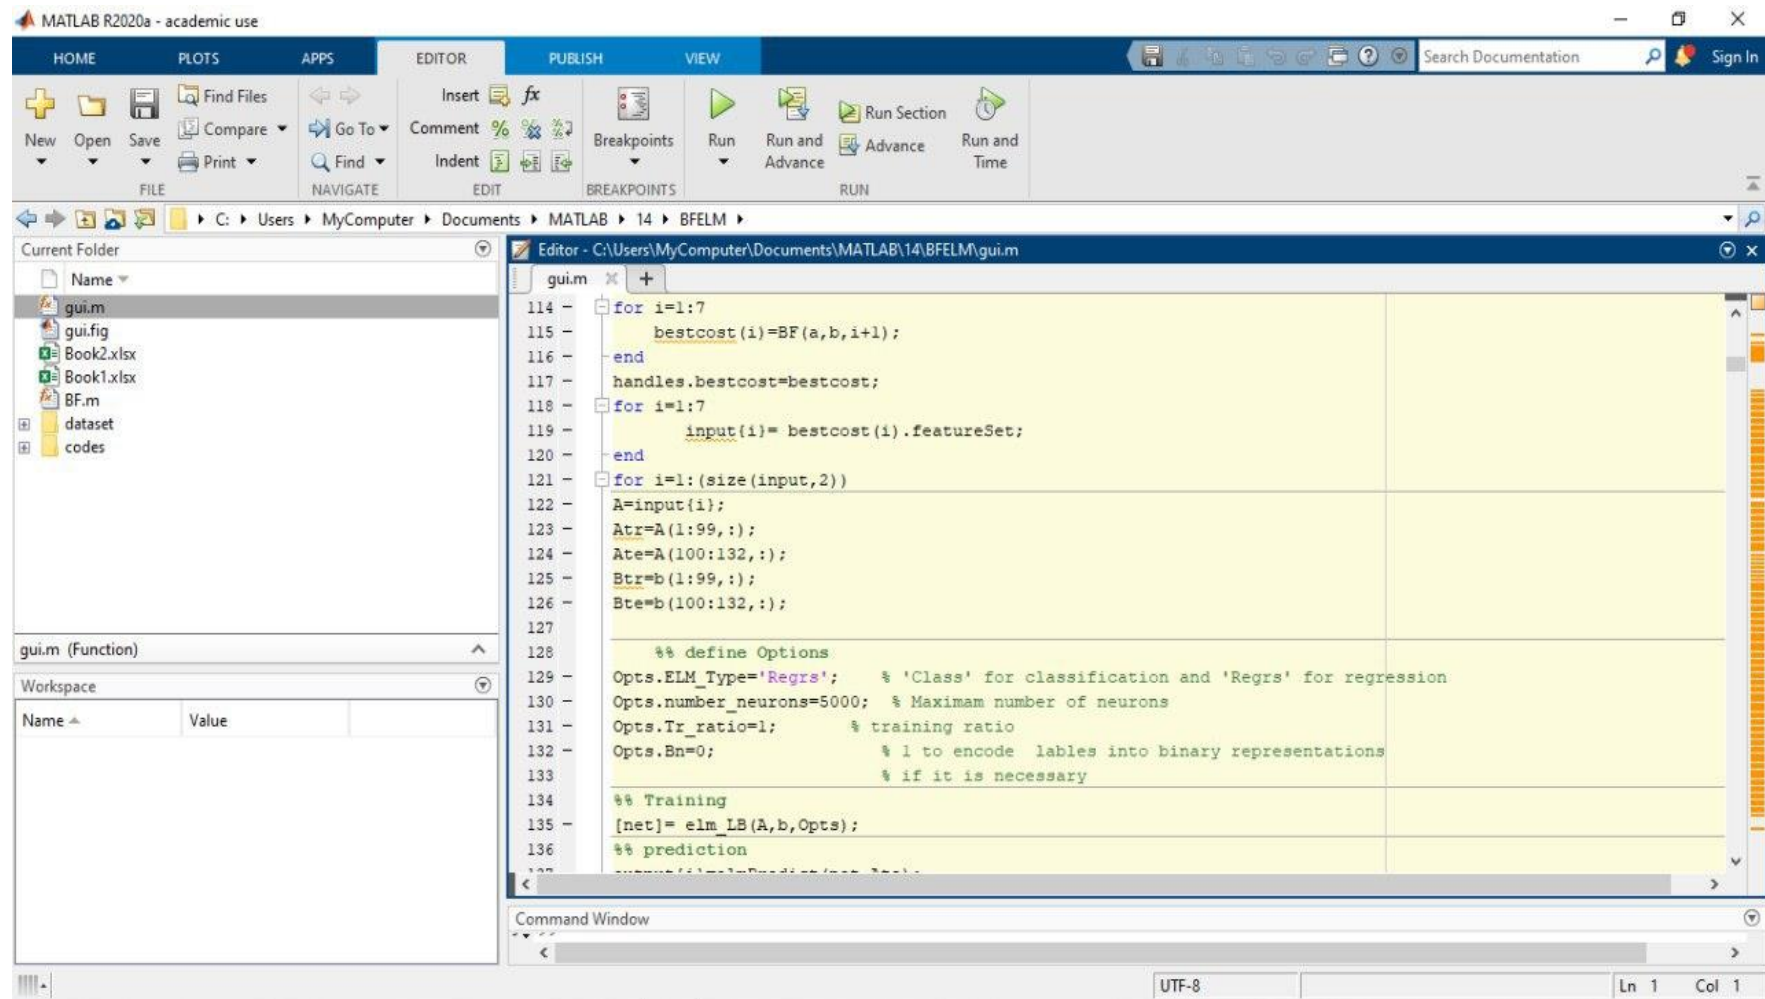 MATLAB R2020a - academic use
HOME PLOTS APPS EDITOR PUBLISH VIEW Search Documentation Sign In
New Open Save Find Files Compare Print
FILE
Go To Find
NAVIGATE
Insert fx
Comment
Indent
EDIT
Breakpoints
BREAKPOINTS
Run Run and Advance Run Section Advance Run and Time
RUN
C: Users MyComputer Documents MATLAB 14 BFELM
Current Folder
Name
gui.m
gui.fig
Book2.xlsx
Book1.xlsx
BF.m
dataset
codes
gui.m (Function)
Workspace
Name Value
Editor - C:\Users\MyComputer\Documents\MATLAB\14\BFELM\gui.m
gui.m
114 - for i=1:7
115 - bestcost(i)=BF(a,b,i+1);
116 - end
117 - handles.bestcost=bestcost;
118 - for i=1:7
119 - input{i}= bestcost(i).featureSet;
120 - end
121 - for i=1:(size(input,2))
122 - A=input{i};
123 - Atr=A(1:99,:);
124 - Ate=A(100:132,:);
125 - Btr=b(1:99,:);
126 - Bte=b(100:132,:);
127
128 %% define Options
129 - Opts.ELM_Type='Regrs'; % 'Class' for classification and 'Regrs' for regression
130 - Opts.number_neurons=5000; % Maximam number of neurons
131 - Opts.Tr_ratio=1; % training ratio
132 - Opts.Bn=0; % 1 to encode lables into binary representations
133 % if it is necessary
134 %% Training
135 - [net]= elm_LB(A,b,Opts);
136 %% prediction
Command Window
UTF-8 Ln 1 Col 1